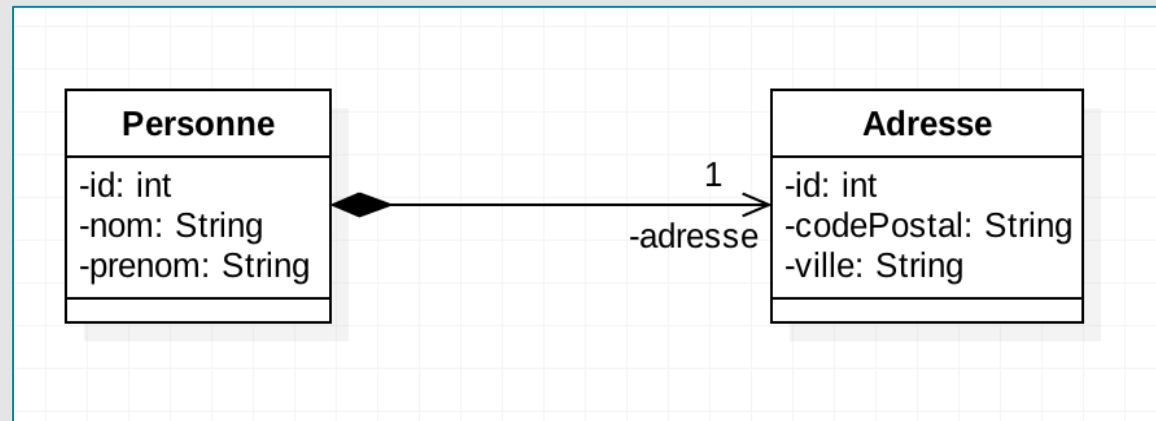 Personne
-id: int
-nom: String
-prenom: String
1
-adresse
Adresse
-id: int
-codePostal: String
-ville: String